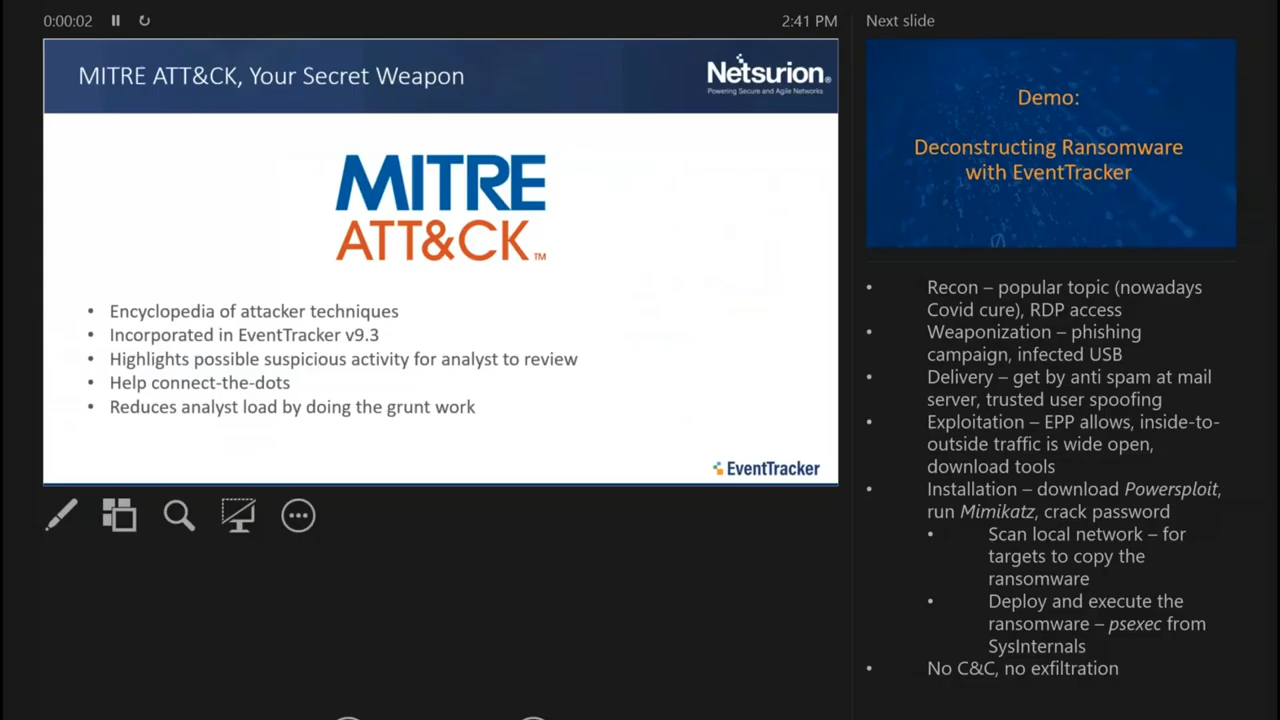 0:00:02
2:41 PM
Next slide
MITRE ATT&CK, Your Secret Weapon
Netsurion®
Powering Secure and Agile Networks
MITRE
ATT&CK™
• Encyclopedia of attacker techniques
• Incorporated in EventTracker v9.3
• Highlights possible suspicious activity for analyst to review
• Help connect-the-dots
• Reduces analyst load by doing the grunt work
EventTracker
Demo:
Deconstructing Ransomware
with EventTracker
• Recon – popular topic (nowadays
Covid cure), RDP access
• Weaponization – phishing
campaign, infected USB
• Delivery – get by anti spam at mail
server, trusted user spoofing
• Exploitation – EPP allows, inside-to-
outside traffic is wide open,
download tools
• Installation – download Powersploit,
run Mimikatz, crack password
• Scan local network – for
targets to copy the
ransomware
• Deploy and execute the
ransomware – psexec from
SysInternals
• No C&C, no exfiltration